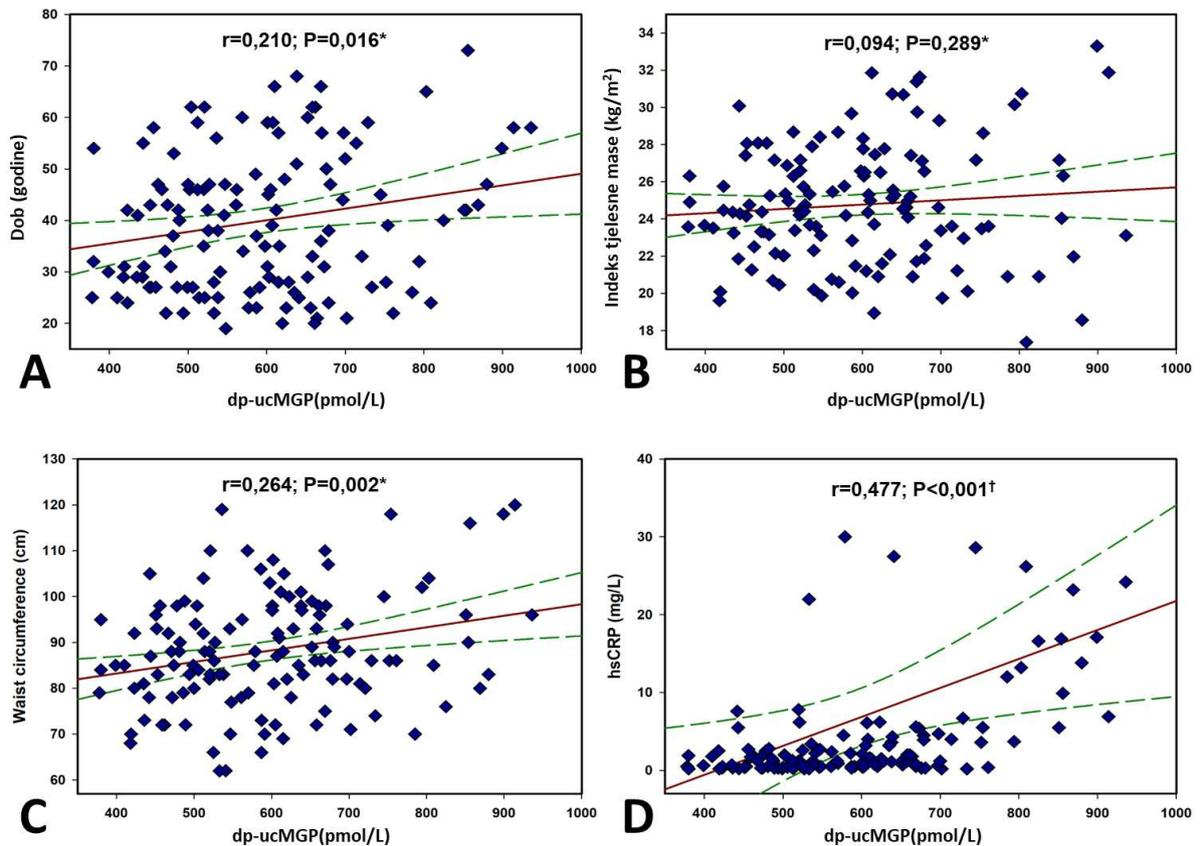 r=0,210; P=0,016*
Dob (godine)
80
70
60
50
40
30
20
400 500 600 700 800 900 1000
A
dp-ucMGP(pmol/L)
r=0,094; P=0,289*
Indeks tjelesne mase (kg/m²)
34
32
30
28
26
24
22
20
18
400 500 600 700 800 900 1000
B
dp-ucMGP(pmol/L)
r=0,264; P=0,002*
Waist circumference (cm)
130
120
110
100
90
80
70
60
400 500 600 700 800 900 1000
C
dp-ucMGP(pmol/L)
r=0,477; P<0,001†
hsCRP (mg/L)
40
30
20
10
0
400 500 600 700 800 900 1000
D
dp-ucMGP(pmol/L)